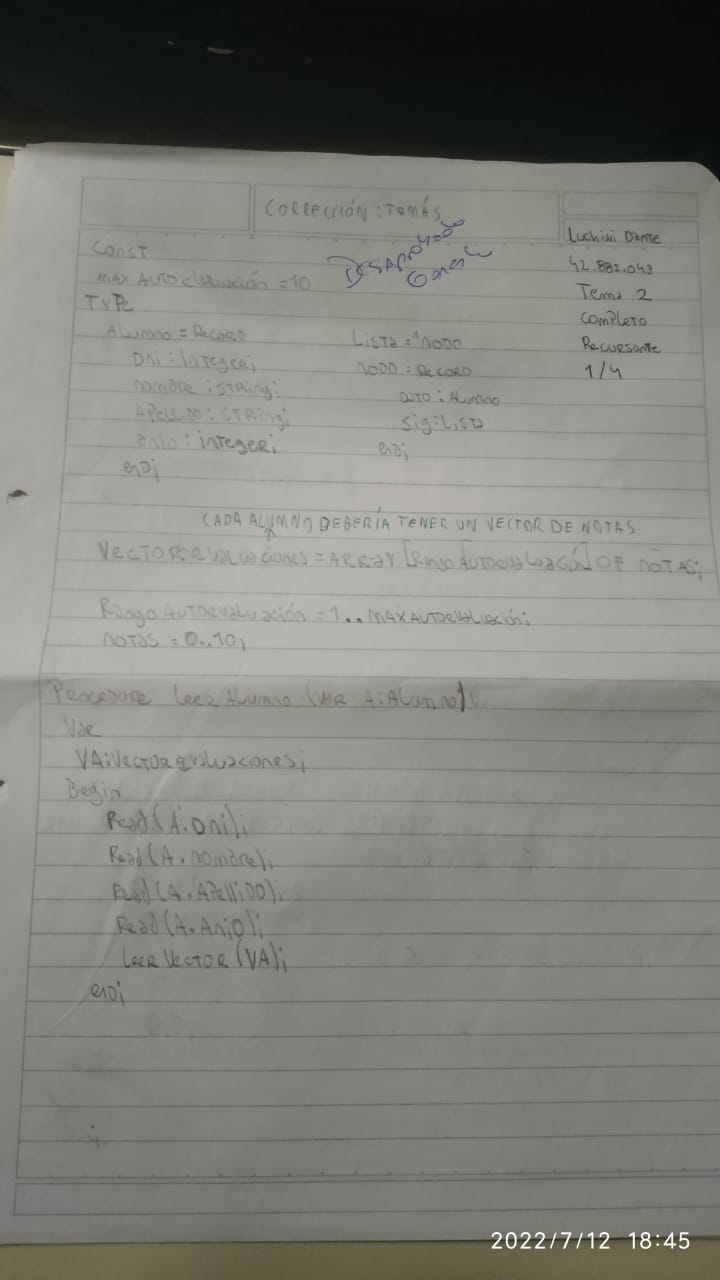 CORRECCIÓN: TOMÁS
Luchini Dante
42.882.043
Tema 2
Completo
Recursante
1/4
DESAPROBADO
Const
MAX AUTOevaluación = 10
Type
Alumno = Record
Dni: integer;
nombre: string;
Apellido: string;
anio: integer;
end;
Lista = ^nodo
nodo = Record
dato: Alumno
sig: Lista
end;
CADA ALUMNO DEBERÍA TENER UN VECTOR DE NOTAS
Vector evaluaciones = ARRAY [Rango Autoevaluación] OF notas;
Rango Autoevaluación = 1..MAXAUTOevaluación;
notas = 0..10;
Procedure leer Alumno (var A: Alumno);
Var
VA: Vector evaluaciones;
Begin
Read(A.Dni);
Read(A.nombre);
Read(A.Apellido);
Read(A.Anio);
leer Vector (VA);
end;
2022/7/12 18:45